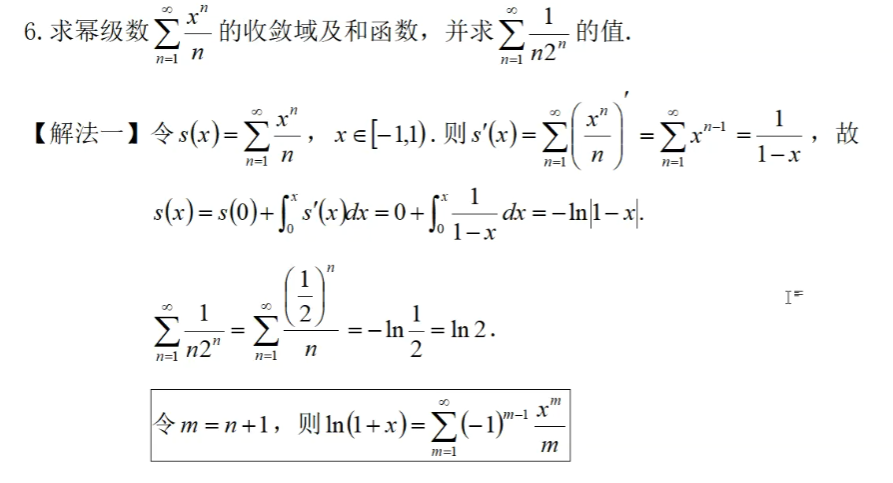 6. 求幂级数 $\sum_{n=1}^{\infty} \frac{x^n}{n}$ 的收敛域及和函数，并求 $\sum_{n=1}^{\infty} \frac{1}{n2^n}$ 的值.
【解法一】令 $s(x)=\sum_{n=1}^{\infty} \frac{x^n}{n}$，$x\in[-1,1)$. 则 $s'(x)=\sum_{n=1}^{\infty}\left(\frac{x^n}{n}\right)'=\sum_{n=1}^{\infty}x^{n-1}=\frac{1}{1-x}$，故
$s(x)=s(0)+\int_0^x s'(x)dx=0+\int_0^x \frac{1}{1-x}dx=-\ln|1-x|.$
$\sum_{n=1}^{\infty} \frac{1}{n2^n}=\sum_{n=1}^{\infty} \frac{\left(\frac{1}{2}\right)^n}{n}=-\ln\frac{1}{2}=\ln 2.$
令 $m=n+1$，则 $\ln(1+x)=\sum_{m=1}^{\infty}(-1)^{m-1}\frac{x^m}{m}$